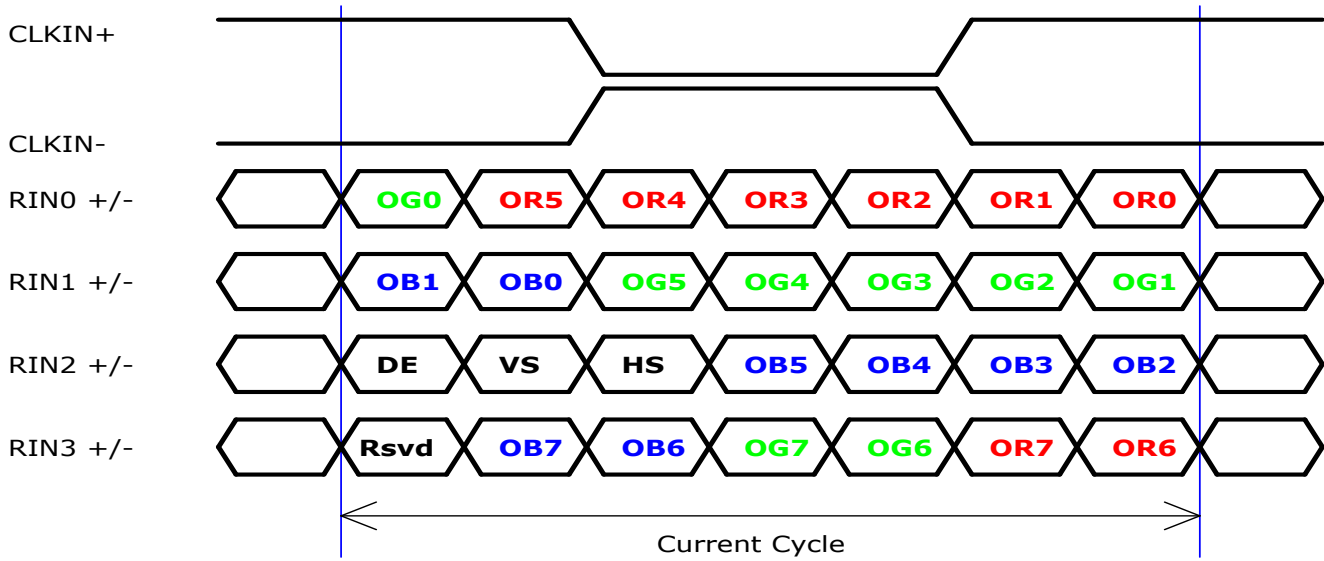 CLKIN+
CLKIN-
RIN0 +/- OG0 OR5 OR4 OR3 OR2 OR1 OR0
RIN1 +/- OB1 OB0 OG5 OG4 OG3 OG2 OG1
RIN2 +/- DE VS HS OB5 OB4 OB3 OB2
RIN3 +/- Rsvd OB7 OB6 OG7 OG6 OR7 OR6
Current Cycle